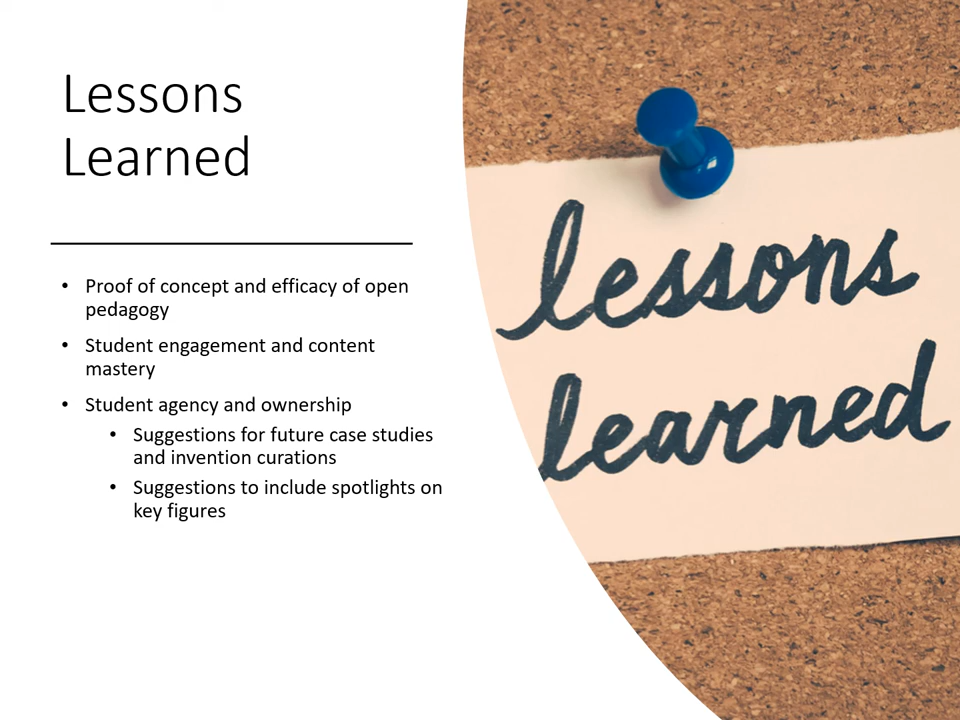 Lessons
Learned
• Proof of concept and efficacy of open
pedagogy
• Student engagement and content
mastery
• Student agency and ownership
• Suggestions for future case studies
and invention curations
• Suggestions to include spotlights on
key figures
lessons
learned